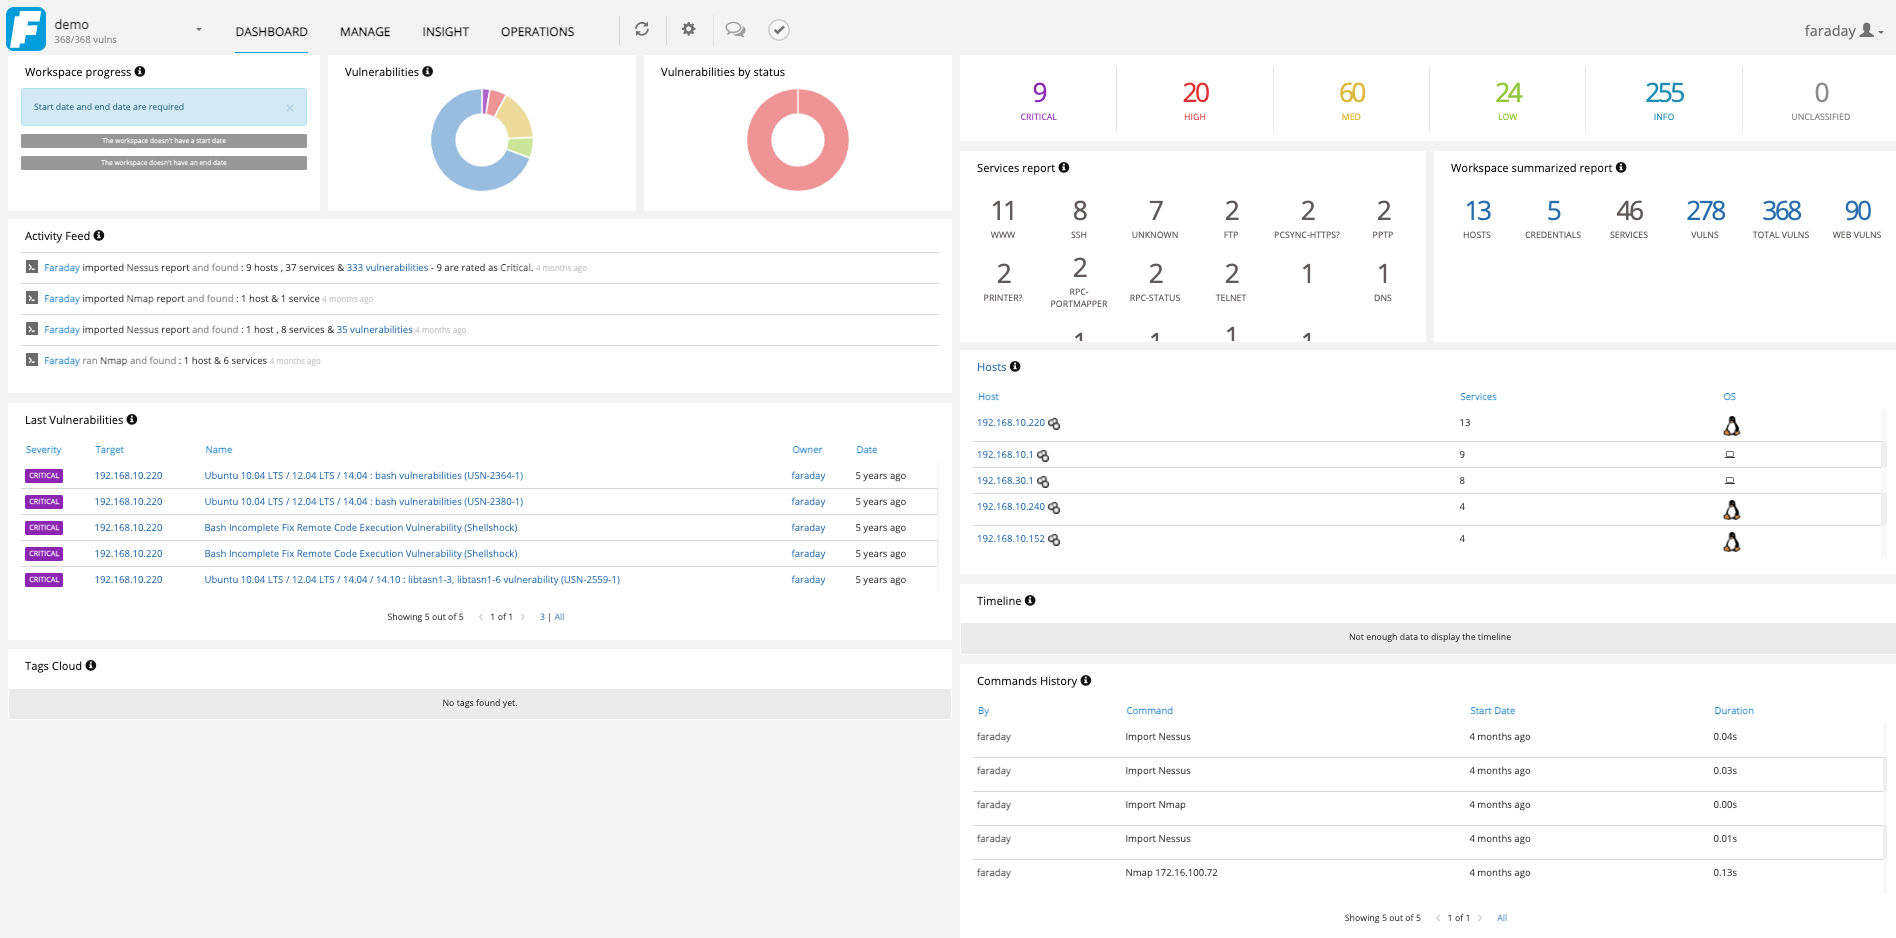 demo
368/368 vulns
DASHBOARD MANAGE INSIGHT OPERATIONS
faraday
Workspace progress
Start date and end date are required ×
The workspace doesn't have a start date
The workspace doesn't have an end date
Vulnerabilities
Vulnerabilities by status
9 20 60 24 255 0
CRITICAL HIGH MED LOW INFO UNCLASSIFIED
Activity Feed
Faraday imported Nessus report and found : 9 hosts , 37 services & 333 vulnerabilities - 9 are rated as Critical. 4 months ago
Faraday imported Nmap report and found : 1 host & 1 service 4 months ago
Faraday imported Nessus report and found : 1 host , 8 services & 35 vulnerabilities 4 months ago
Faraday ran Nmap and found : 1 host & 6 services 4 months ago
Services report
11 8 7 2 2 2
WWW SSH UNKNOWN FTP PCSYNC-HTTPS? PPTP
2 2 2 2 1 1
PRINTER? RPC-PORTMAPPER RPC-STATUS TELNET DNS
1 1 1 1
Workspace summarized report
13 5 46 278 368 90
HOSTS CREDENTIALS SERVICES VULNS TOTAL VULNS WEB VULNS
Last Vulnerabilities
Severity Target Name Owner Date
CRITICAL 192.168.10.220 Ubuntu 10.04 LTS / 12.04 LTS / 14.04 : bash vulnerabilities (USN-2364-1) faraday 5 years ago
CRITICAL 192.168.10.220 Ubuntu 10.04 LTS / 12.04 LTS / 14.04 : bash vulnerabilities (USN-2380-1) faraday 5 years ago
CRITICAL 192.168.10.220 Bash Incomplete Fix Remote Code Execution Vulnerability (Shellshock) faraday 5 years ago
CRITICAL 192.168.10.220 Bash Incomplete Fix Remote Code Execution Vulnerability (Shellshock) faraday 5 years ago
CRITICAL 192.168.10.220 Ubuntu 10.04 LTS / 12.04 LTS / 14.04 / 14.10 : libtasn1-3, libtasn1-6 vulnerability (USN-2559-1) faraday 5 years ago
Showing 5 out of 5 < 1 of 1 > 3 | All
Hosts
Host Services OS
192.168.10.220 13
192.168.10.1 9
192.168.30.1 8
192.168.10.240 4
192.168.10.152 4
Timeline
Not enough data to display the timeline
Tags Cloud
No tags found yet.
Commands History
By Command Start Date Duration
faraday Import Nessus 4 months ago 0.04s
faraday Import Nessus 4 months ago 0.03s
faraday Import Nmap 4 months ago 0.00s
faraday Import Nessus 4 months ago 0.01s
faraday Nmap 172.16.100.72 4 months ago 0.13s
Showing 5 out of 5 < 1 of 1 > All